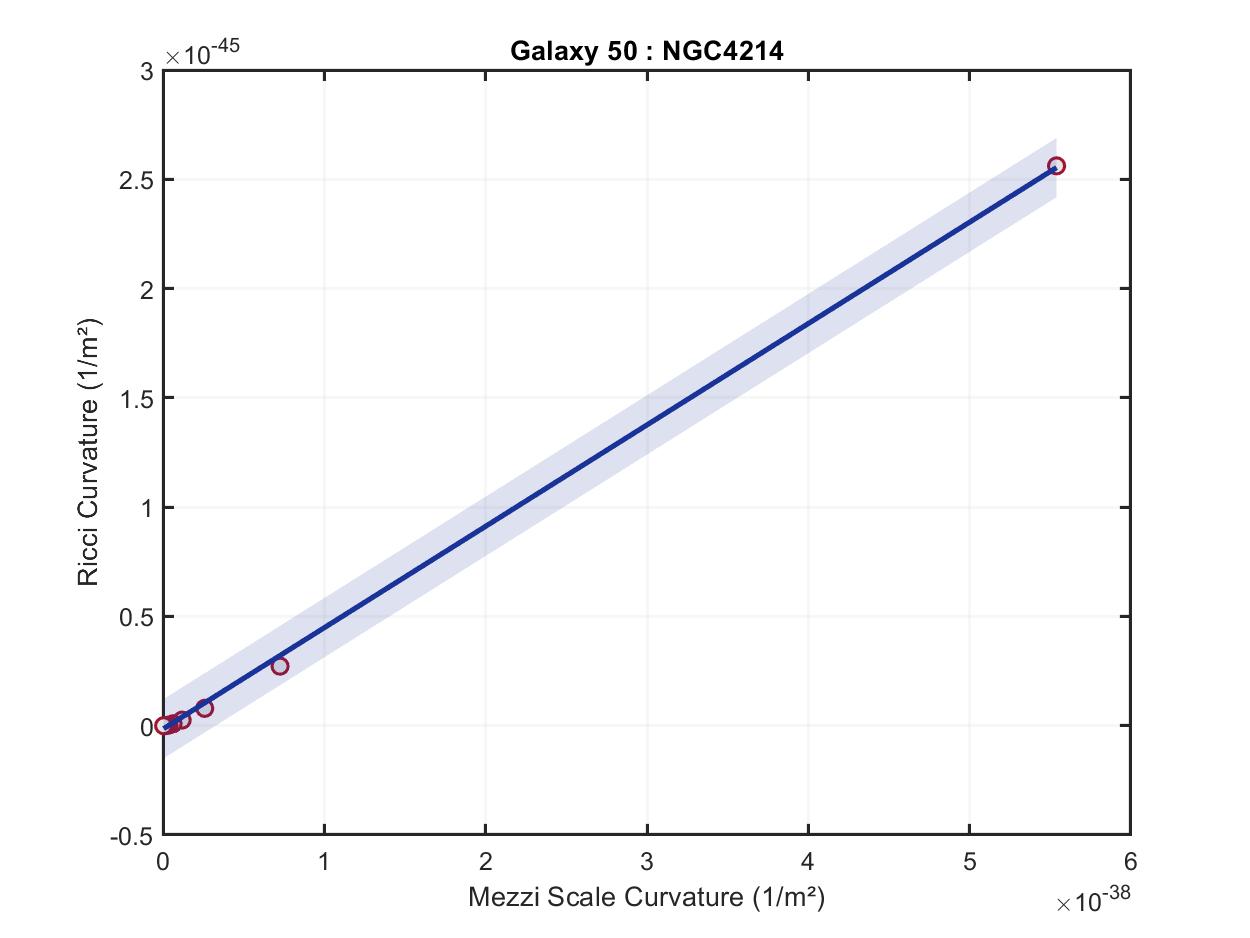 ×10⁻⁴⁵
Galaxy 50 : NGC4214
3
2.5
2
1.5
1
0.5
0
-0.5
Ricci Curvature (1/m²)
0 1 2 3 4 5 6
Mezzi Scale Curvature (1/m²)
×10⁻³⁸